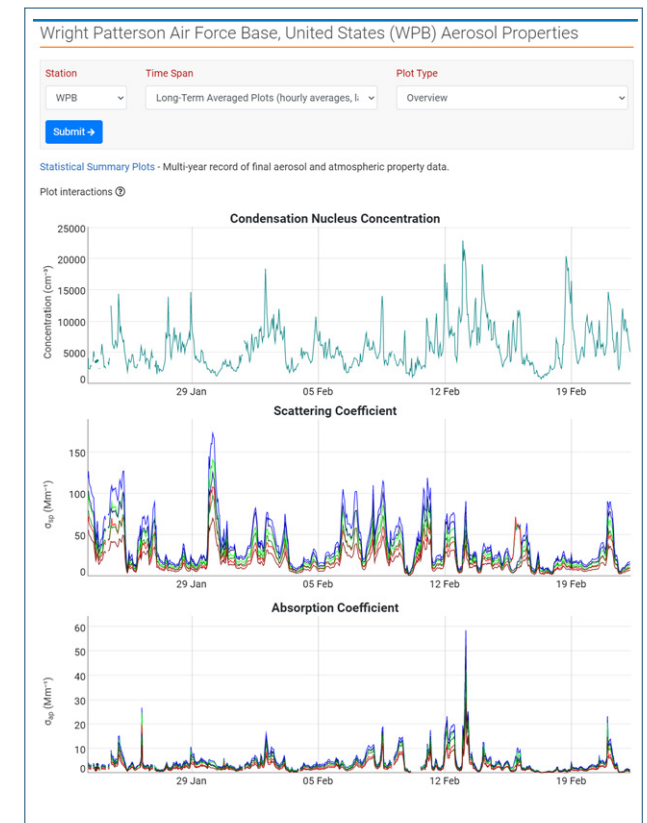 Wright Patterson Air Force Base, United States (WPB) Aerosol Properties
Station Time Span Plot Type
WPB Long-Term Averaged Plots (hourly averages, la Overview
Submit →
Statistical Summary Plots - Multi-year record of final aerosol and atmospheric property data.
Plot interactions ?
Condensation Nucleus Concentration
25000
20000
15000
10000
5000
0
Concentration (cm⁻³)
29 Jan 05 Feb 12 Feb 19 Feb
Scattering Coefficient
150
100
50
0
σsp (Mm⁻¹)
29 Jan 05 Feb 12 Feb 19 Feb
Absorption Coefficient
60
50
40
30
20
10
0
σap (Mm⁻¹)
29 Jan 05 Feb 12 Feb 19 Feb